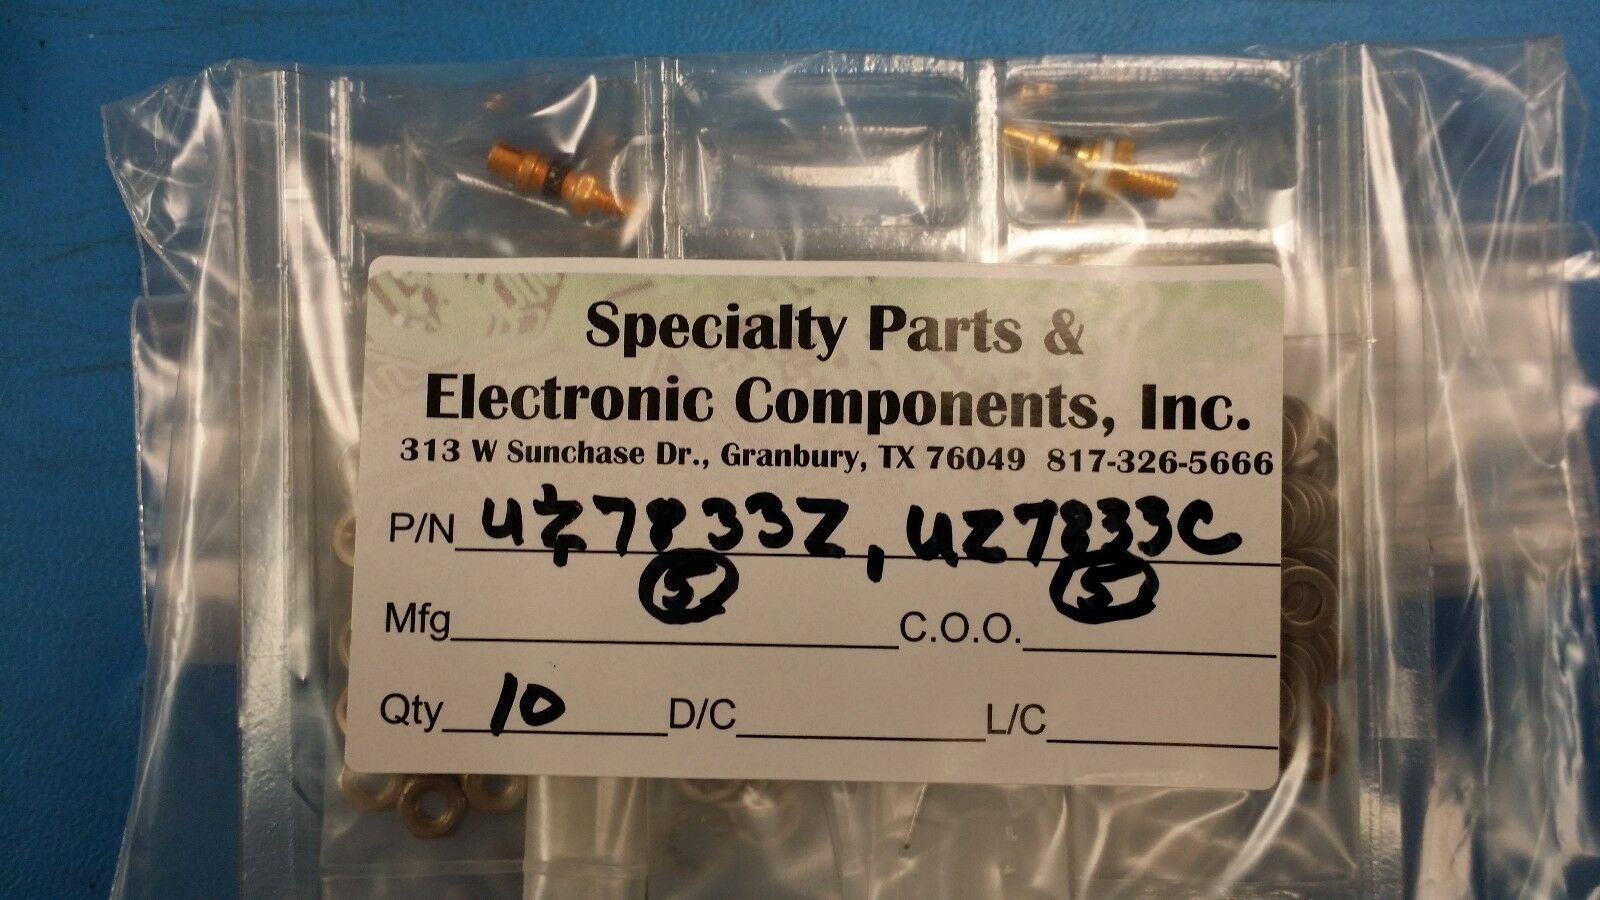 Specialty Parts &
Electronic Components, Inc.
313 W Sunchase Dr., Granbury, TX 76049 817-326-5666
P/N UZ7833Z, UZ7833C
5 5
Mfg C.O.O.
Qty 10 D/C L/C